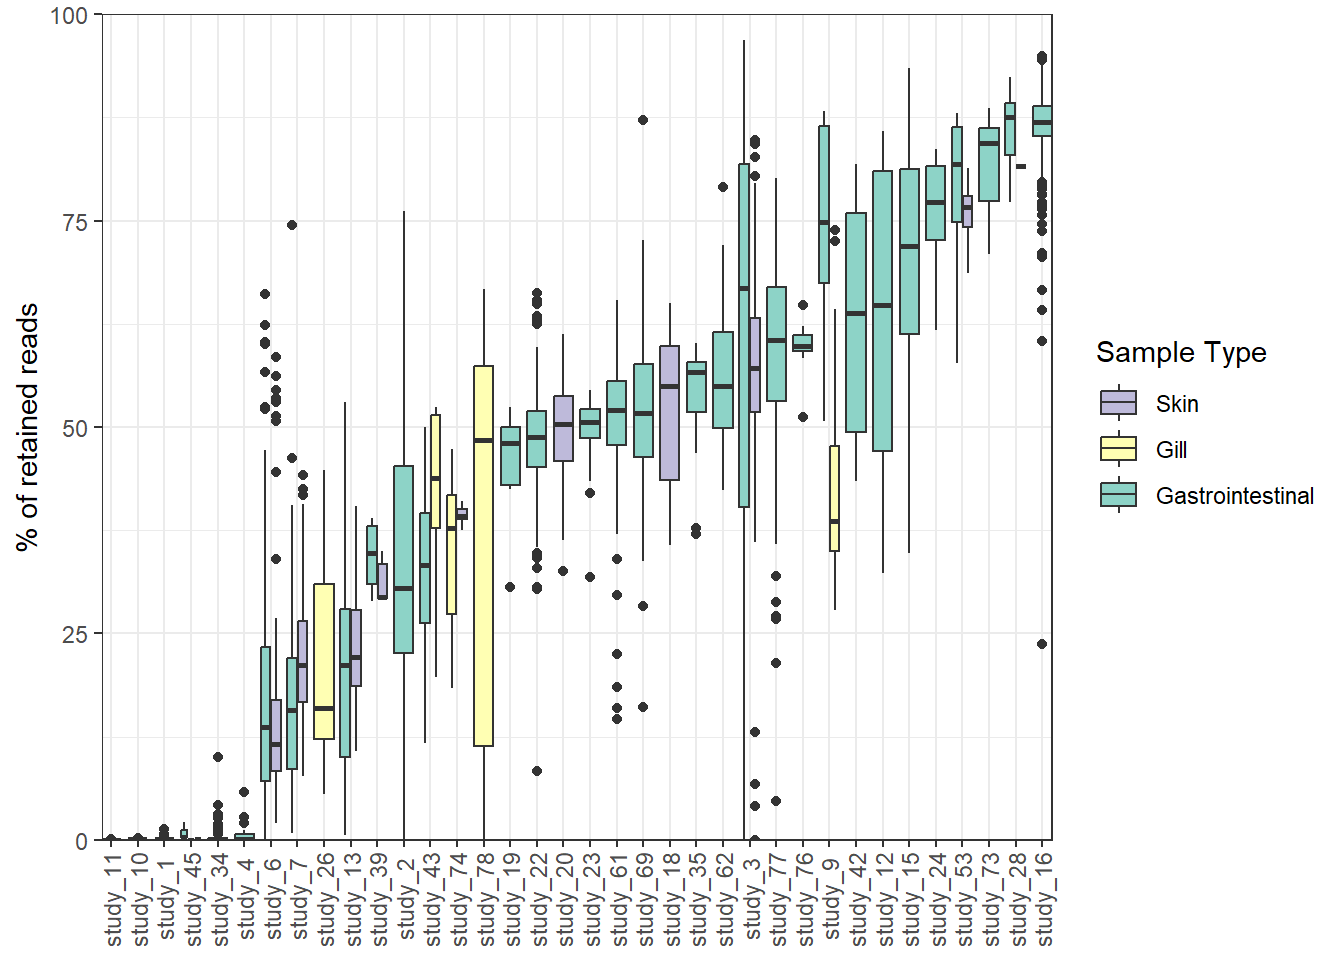 100
75
50
25
0
% of retained reads
study_11
study_10
study_1
study_45
study_34
study_4
study_6
study_7
study_26
study_13
study_39
study_2
study_43
study_74
study_78
study_19
study_22
study_20
study_23
study_61
study_69
study_18
study_35
study_62
study_3
study_77
study_76
study_9
study_42
study_12
study_15
study_24
study_53
study_73
study_28
study_16
Sample Type
Skin
Gill
Gastrointestinal